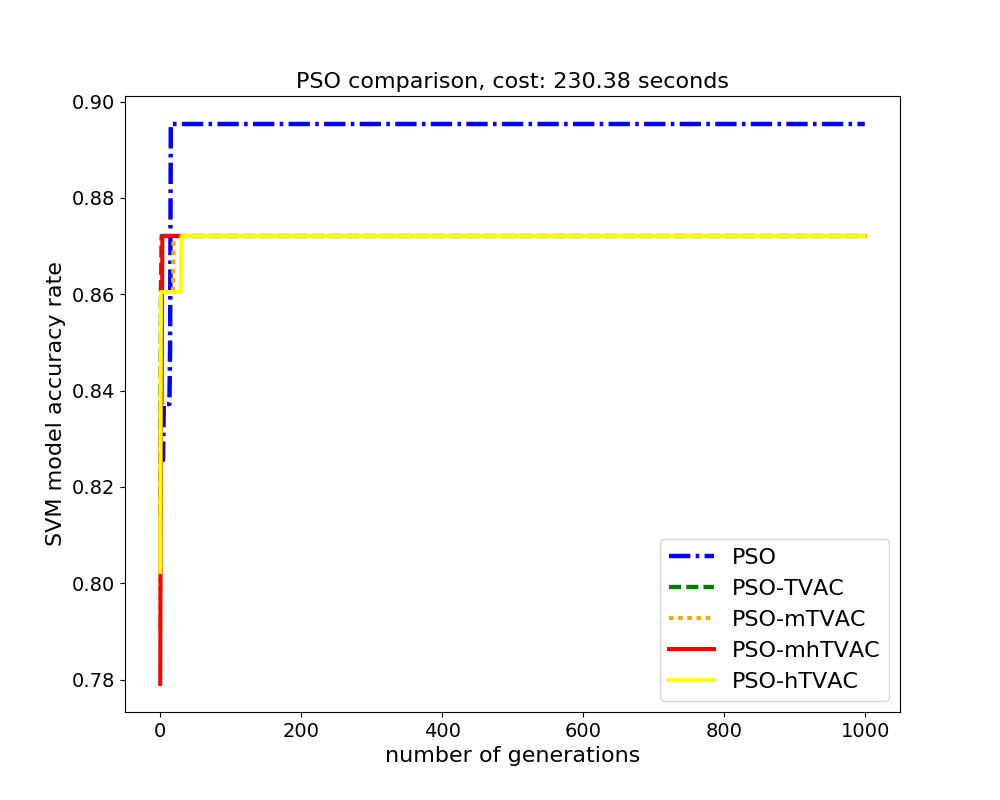 PSO comparison, cost: 230.38 seconds
0.90
0.88
0.86
0.84
0.82
0.80
0.78
SVM model accuracy rate
PSO
PSO-TVAC
PSO-mTVAC
PSO-mhTVAC
PSO-hTVAC
0 200 400 600 800 1000
number of generations